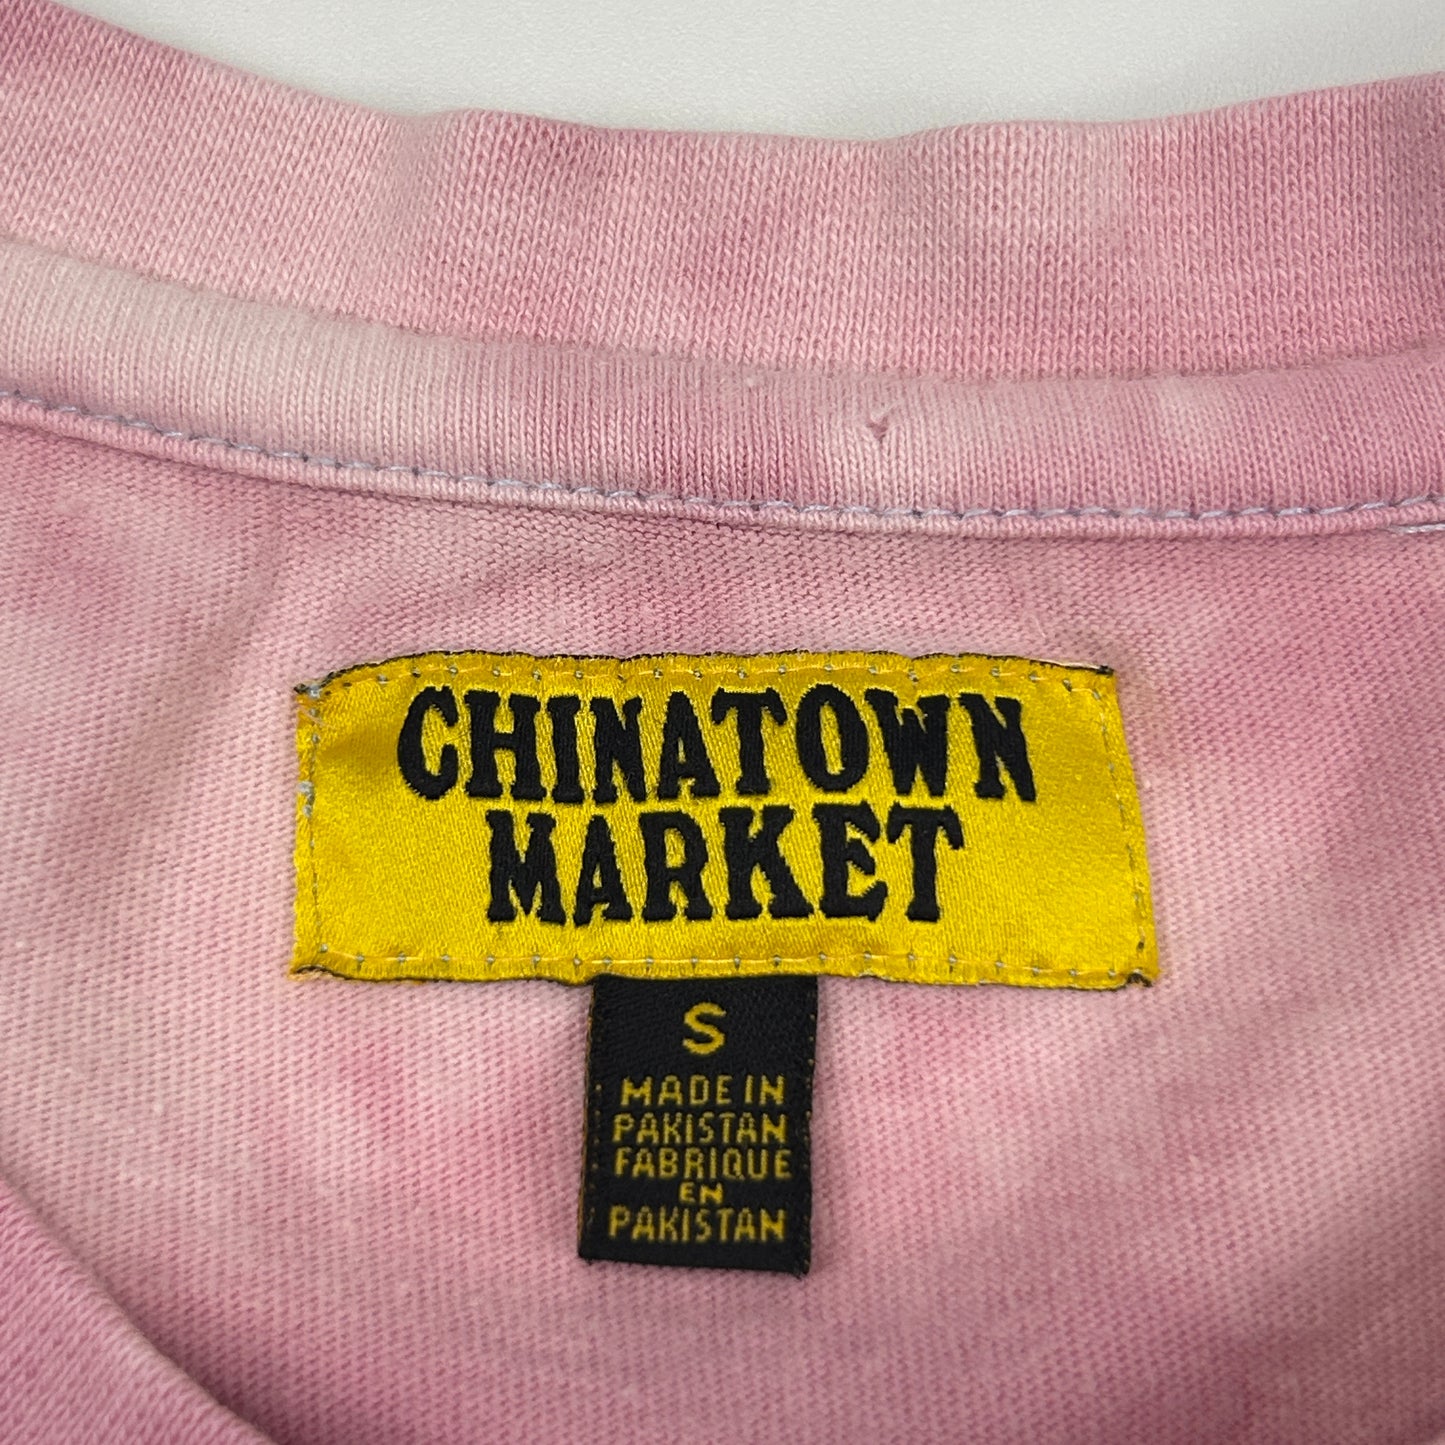 CHINATOWN
MARKET
S
MADE IN
PAKISTAN
FABRIQUE
EN
PAKISTAN